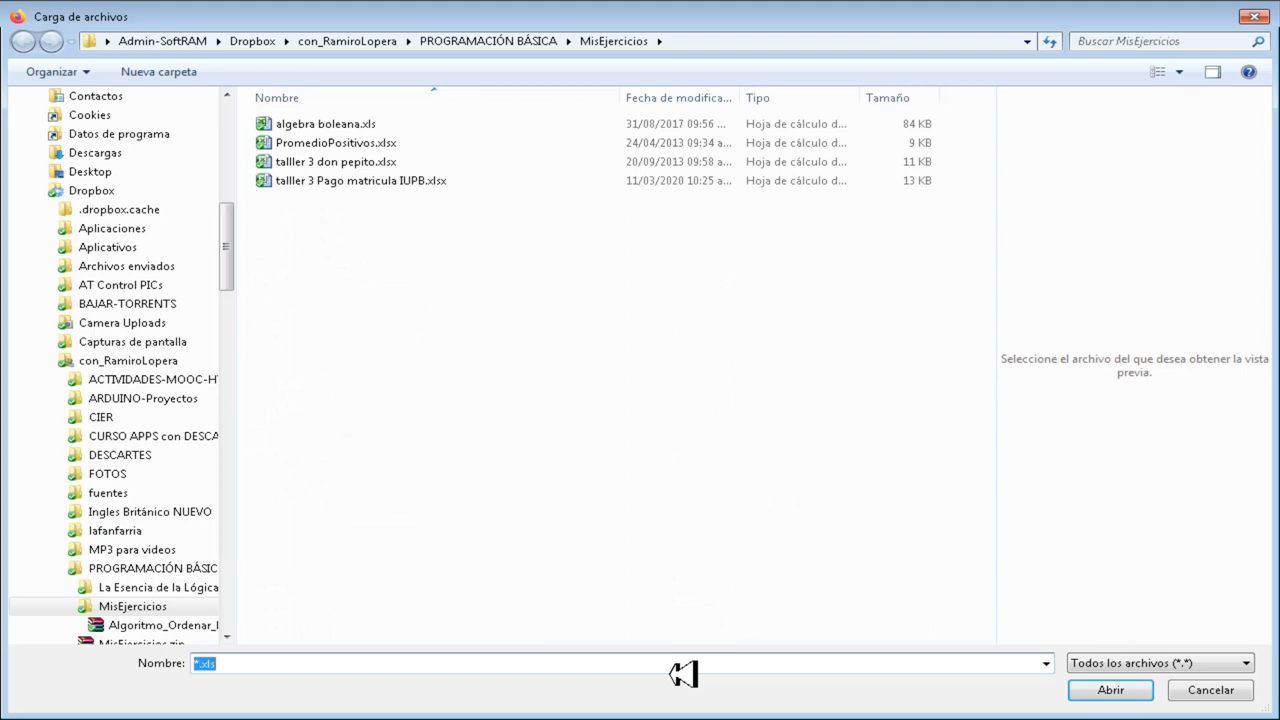 Carga de archivos
Admin-SoftRAM Dropbox con_RamiroLopera PROGRAMACIÓN BÁSICA MisEjercicios
Buscar MisEjercicios
Organizar Nueva carpeta
Contactos
Cookies
Datos de programa
Descargas
Desktop
Dropbox
.dropbox.cache
Aplicaciones
Aplicativos
Archivos enviados
AT Control PICs
BAJAR-TORRENTS
Camera Uploads
Capturas de pantalla
con_RamiroLopera
ACTIVIDADES-MOOC-H
ARDUINO-Proyectos
CIER
CURSO APPS con DESCA
DESCARTES
FOTOS
fuentes
Ingles Británico NUEVO
lafanfarria
MP3 para videos
PROGRAMACIÓN BÁSIC
La Esencia de la Lógica
MisEjercicios
Algoritmo_Ordenar_
MisEjercicios.zip
Nombre Fecha de modifica... Tipo Tamaño
algebra boleana.xls 31/08/2017 09:56 ... Hoja de cálculo d... 84 KB
PromedioPositivos.xlsx 24/04/2013 09:34 a... Hoja de cálculo d... 9 KB
talller 3 don pepito.xlsx 20/09/2013 09:58 a... Hoja de cálculo d... 11 KB
talller 3 Pago matricula IUPB.xlsx 11/03/2020 10:25 a... Hoja de cálculo d... 13 KB
Seleccione el archivo del que desea obtener la vista
previa.
Nombre: *.xls Todos los archivos (*.*)
Abrir Cancelar